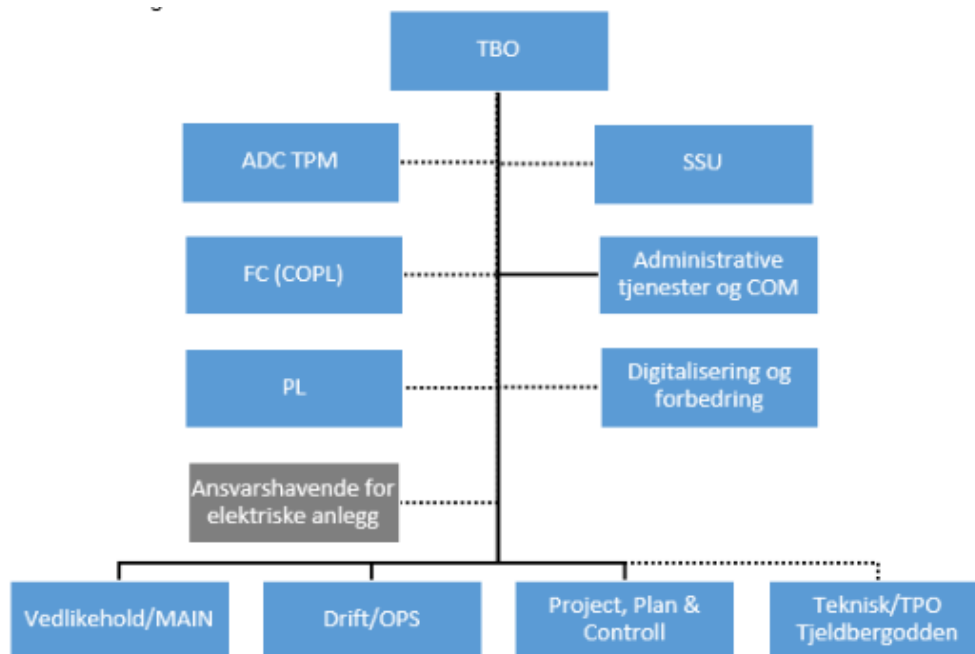 TBO
ADC TPM
SSU
FC (COPL)
Administrative
tjenester og COM
PL
Digitalisering og
forbedring
Ansvarshavende for
elektriske anlegg
Vedlikehold/MAIN
Drift/OPS
Project, Plan &
Controll
Teknisk/TPO
Tjeldbergodden